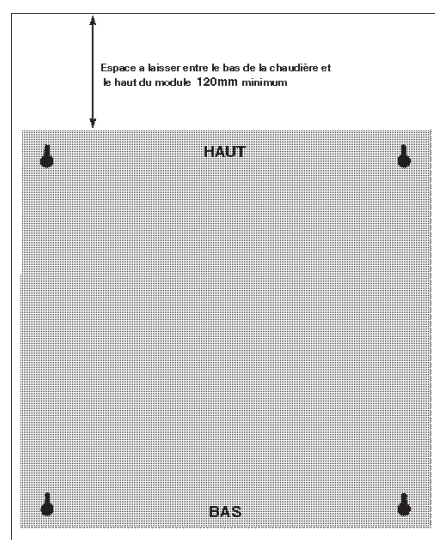 Espace a laisser entre le bas de la chaudière et
le haut du module 120mm minimum
HAUT
BAS